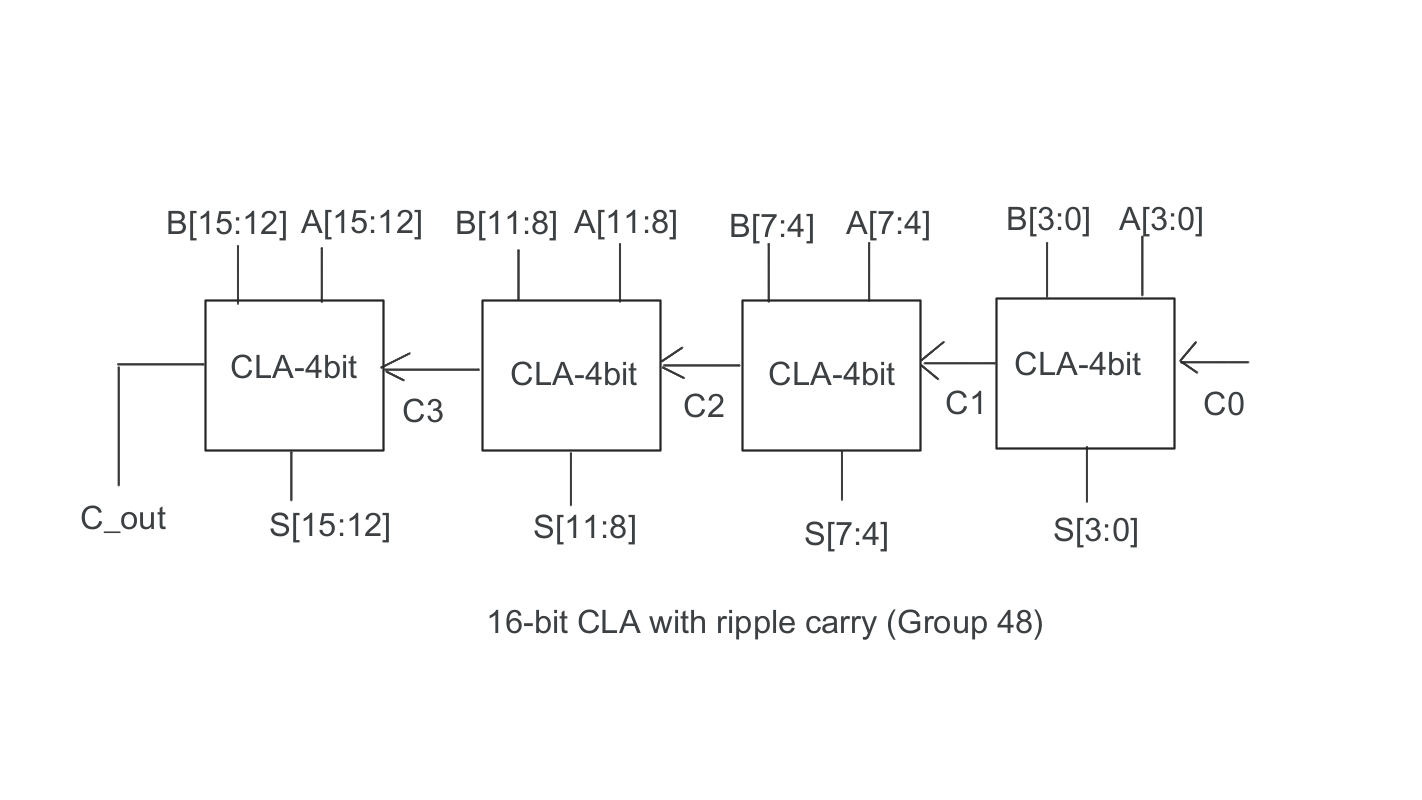 B[15:12] A[15:12] B[11:8] A[11:8] B[7:4] A[7:4] B[3:0] A[3:0]
CLA-4bit CLA-4bit CLA-4bit CLA-4bit
C3 C2 C1 C0
C_out S[15:12] S[11:8] S[7:4] S[3:0]
16-bit CLA with ripple carry (Group 48)